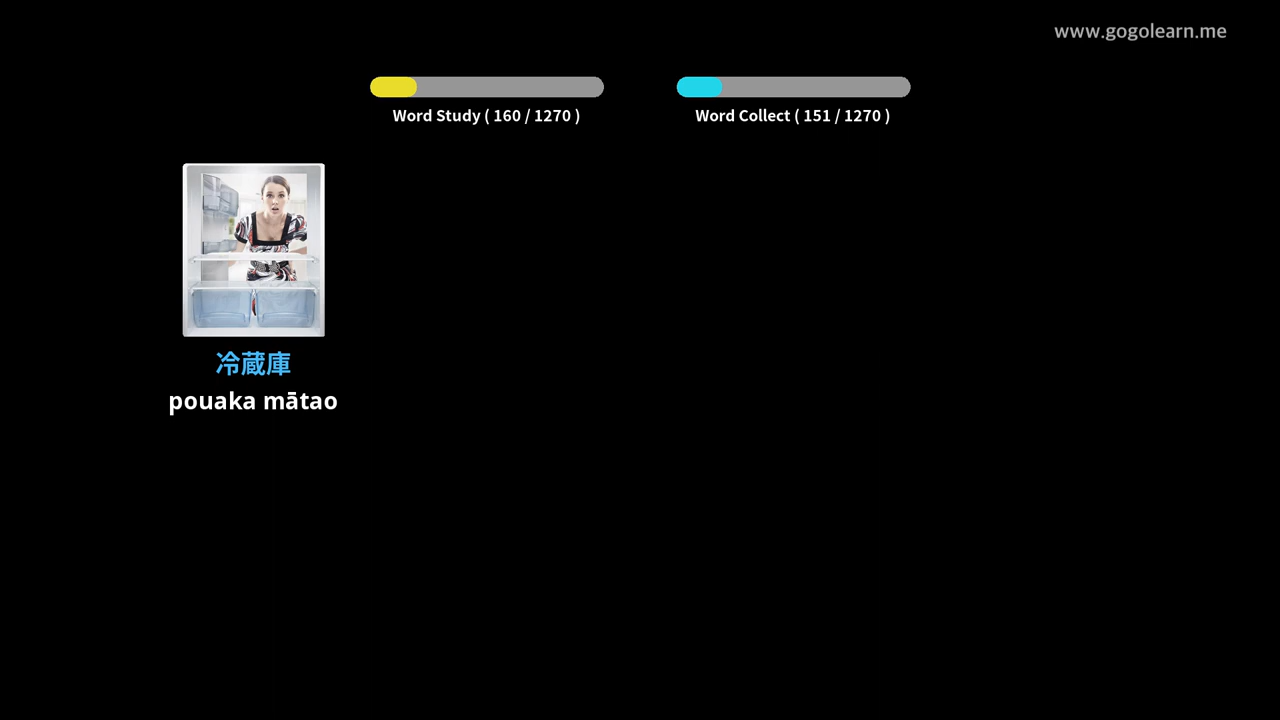 www.gogolearn.me
Word Study ( 160 / 1270 )
Word Collect ( 151 / 1270 )
冷蔵庫
pouaka mātao